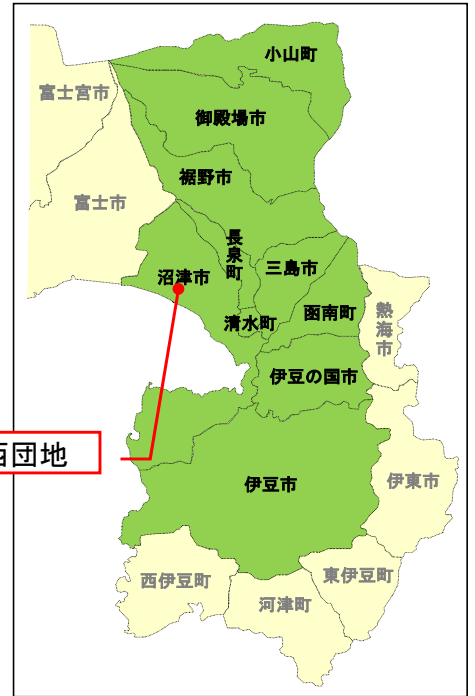 小山町
富士宮市
御殿場市
裾野市
富士市
長泉町
三島市
沼津市
函南町
清水町
熱海市
伊豆の国市
西団地
伊豆市
伊東市
西伊豆町
東伊豆町
河津町